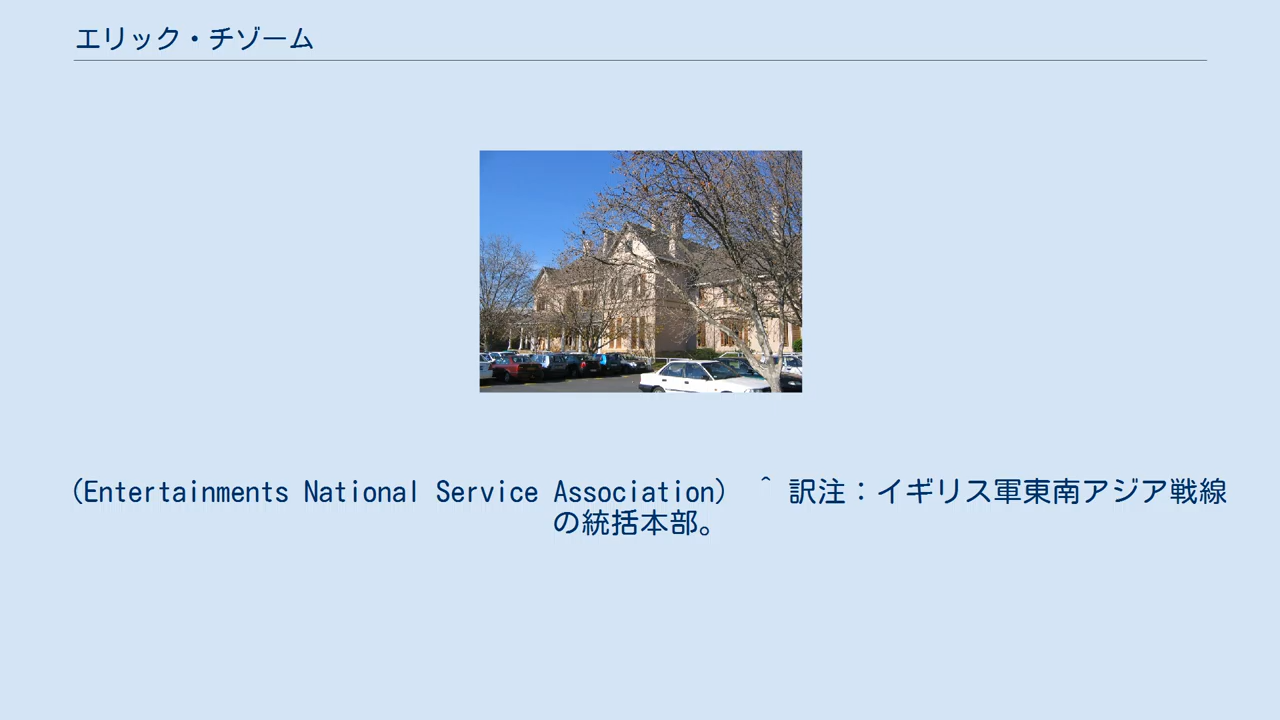 エリック・チゾーム
(Entertainments National Service Association) ^ 訳注：イギリス軍東南アジア戦線
の統括本部。